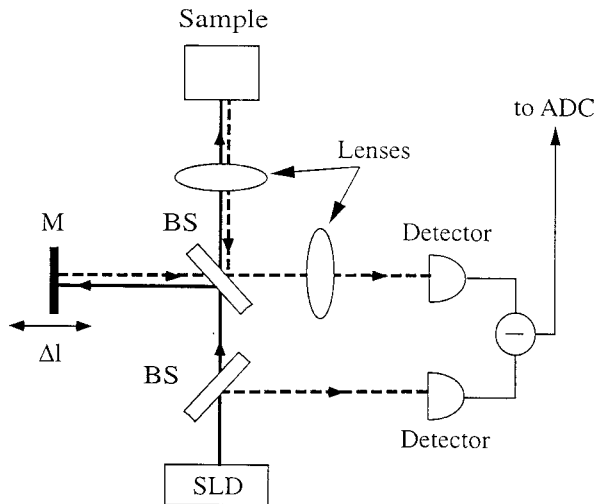 Sample
to ADC
Lenses
M
BS
Detector
Δl
BS
Detector
SLD